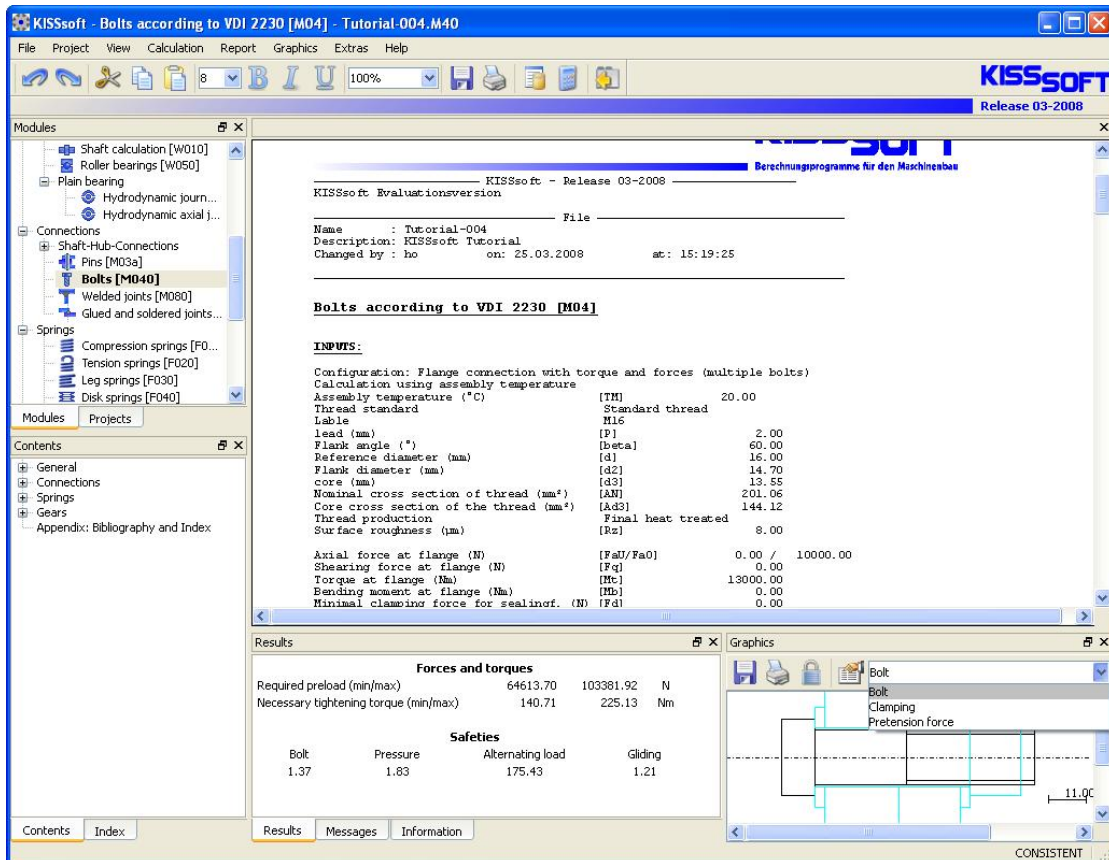 KISSsoft - Bolts according to VDI 2230 [M04] - Tutorial-004.M40
File Project View Calculation Report Graphics Extras Help
8 B I U 100%
KISSsoft
Release 03-2008
Modules
Shaft calculation [W010]
Roller bearings [W050]
Plain bearing
Hydrodynamic journ...
Hydrodynamic axial j...
Connections
Shaft-Hub-Connections
Pins [M03a]
Bolts [M040]
Welded joints [M080]
Glued and soldered joints...
Springs
Compression springs [F0...
Tension springs [F020]
Leg springs [F030]
Disk springs [F040]
Modules Projects
Contents
General
Connections
Springs
Gears
Appendix: Bibliography and Index
Contents Index
Berechnungsprogramme für den Maschinenbau
KISSsoft - Release 03-2008
KISSsoft Evaluationsversion
File
Name : Tutorial-004
Description: KISSsoft Tutorial
Changed by : ho on: 25.03.2008 at: 15:19:25
Bolts according to VDI 2230 [M04]
INPUTS:
Configuration: Flange connection with torque and forces (multiple bolts)
Calculation using assembly temperature
Assembly temperature (°C) [TM] 20.00
Thread standard Standard thread
Lable M16
lead (mm) [P] 2.00
Flank angle (°) [beta] 60.00
Reference diameter (mm) [d] 16.00
Flank diameter (mm) [d2] 14.70
core (mm) [d3] 13.55
Nominal cross section of thread (mm²) [AN] 201.06
Core cross section of the thread (mm²) [Ad3] 144.12
Thread production Final heat treated
Surface roughness (µm) [Rz] 8.00
Axial force at flange (N) [FaU/FaO] 0.00 / 10000.00
Shearing force at flange (N) [Fq] 0.00
Torque at flange (Nm) [Mt] 13000.00
Bending moment at flange (Nm) [Mb] 0.00
Minimal clamping force for sealingf. (N) [Fd] 0.00
Results
Forces and torques
Required preload (min/max) 64613.70 103381.92 N
Necessary tightening torque (min/max) 140.71 225.13 Nm
Safeties
Bolt Pressure Alternating load Gliding
1.37 1.83 175.43 1.21
Results Messages Information
Graphics
Bolt
Bolt
Clamping
Pretension force
CONSISTENT